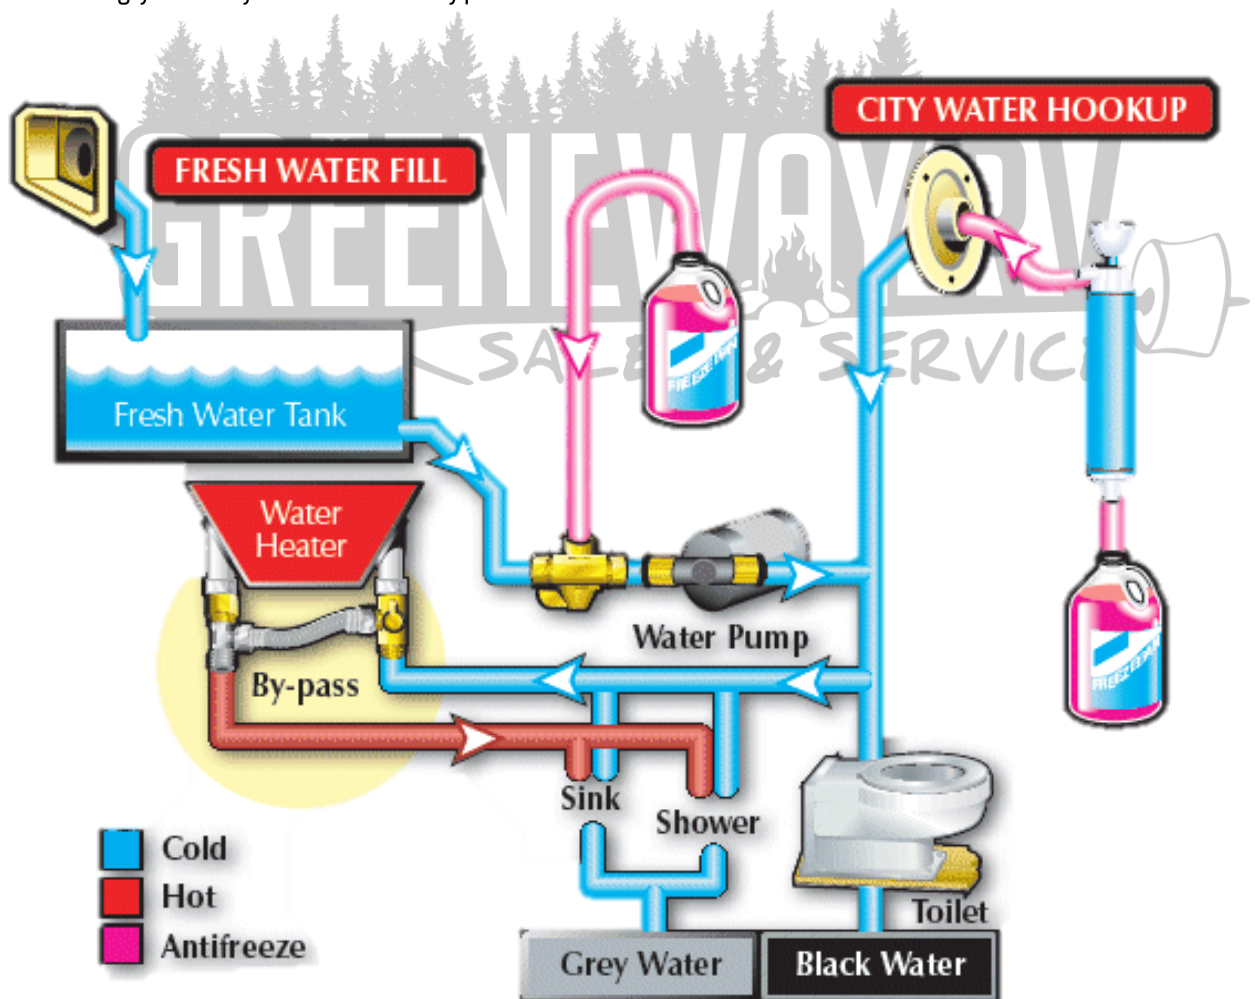 CITY WATER HOOKUP
FRESH WATER FILL
GREENEWAY RV
SALES & SERVICE
Fresh Water Tank
Water
Heater
Water Pump
By-pass
Sink
Shower
Cold
Hot
Antifreeze
Toilet
Grey Water
Black Water